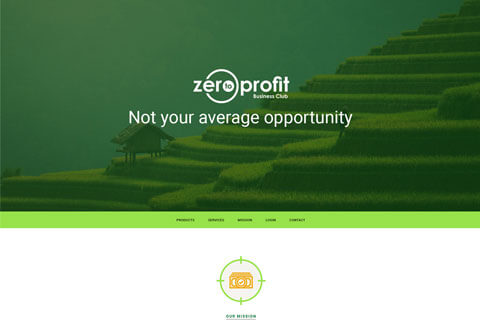 zero to profit
Business Club
Not your average opportunity
PRODUCTS SERVICES MISSION LOGIN CONTACT
OUR MISSION